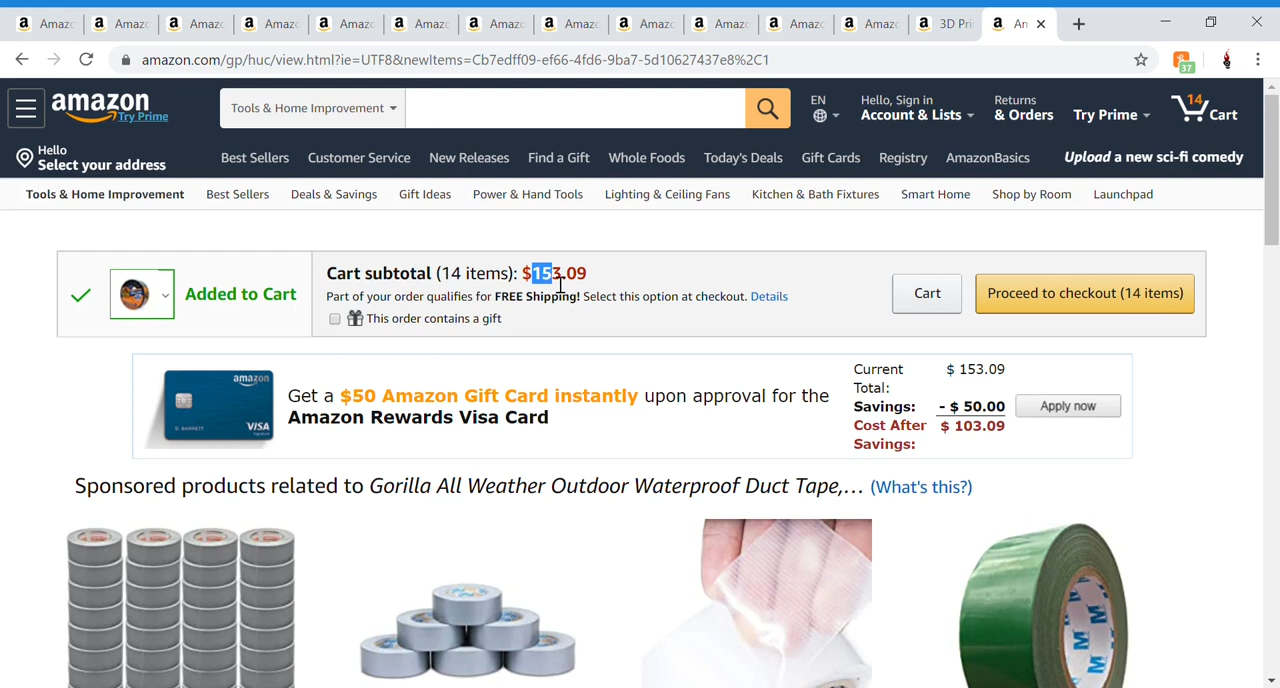 Amaz Amaz Amaz Amaz Amaz Amaz Amaz Amaz Amaz Amaz Amaz Amaz 3D Pri An
amazon.com/gp/huc/view.html?ie=UTF8&newItems=Cb7edff09-ef66-4fd6-9ba7-5d10627437e8%2C1
37
amazon Try Prime
Tools & Home Improvement
EN
Hello, Sign in
Account & Lists
Returns
& Orders
Try Prime
14
Cart
Hello
Select your address
Best Sellers Customer Service New Releases Find a Gift Whole Foods Today's Deals Gift Cards Registry AmazonBasics Upload a new sci-fi comedy
Tools & Home Improvement Best Sellers Deals & Savings Gift Ideas Power & Hand Tools Lighting & Ceiling Fans Kitchen & Bath Fixtures Smart Home Shop by Room Launchpad
Added to Cart
Cart subtotal (14 items): $153.09
Part of your order qualifies for FREE Shipping! Select this option at checkout. Details
This order contains a gift
Cart
Proceed to checkout (14 items)
amazon
D. BARRETT
VISA
Get a $50 Amazon Gift Card instantly upon approval for the
Amazon Rewards Visa Card
Current Total: $ 153.09
Savings: - $ 50.00
Cost After Savings: $ 103.09
Apply now
Sponsored products related to Gorilla All Weather Outdoor Waterproof Duct Tape,… (What's this?)